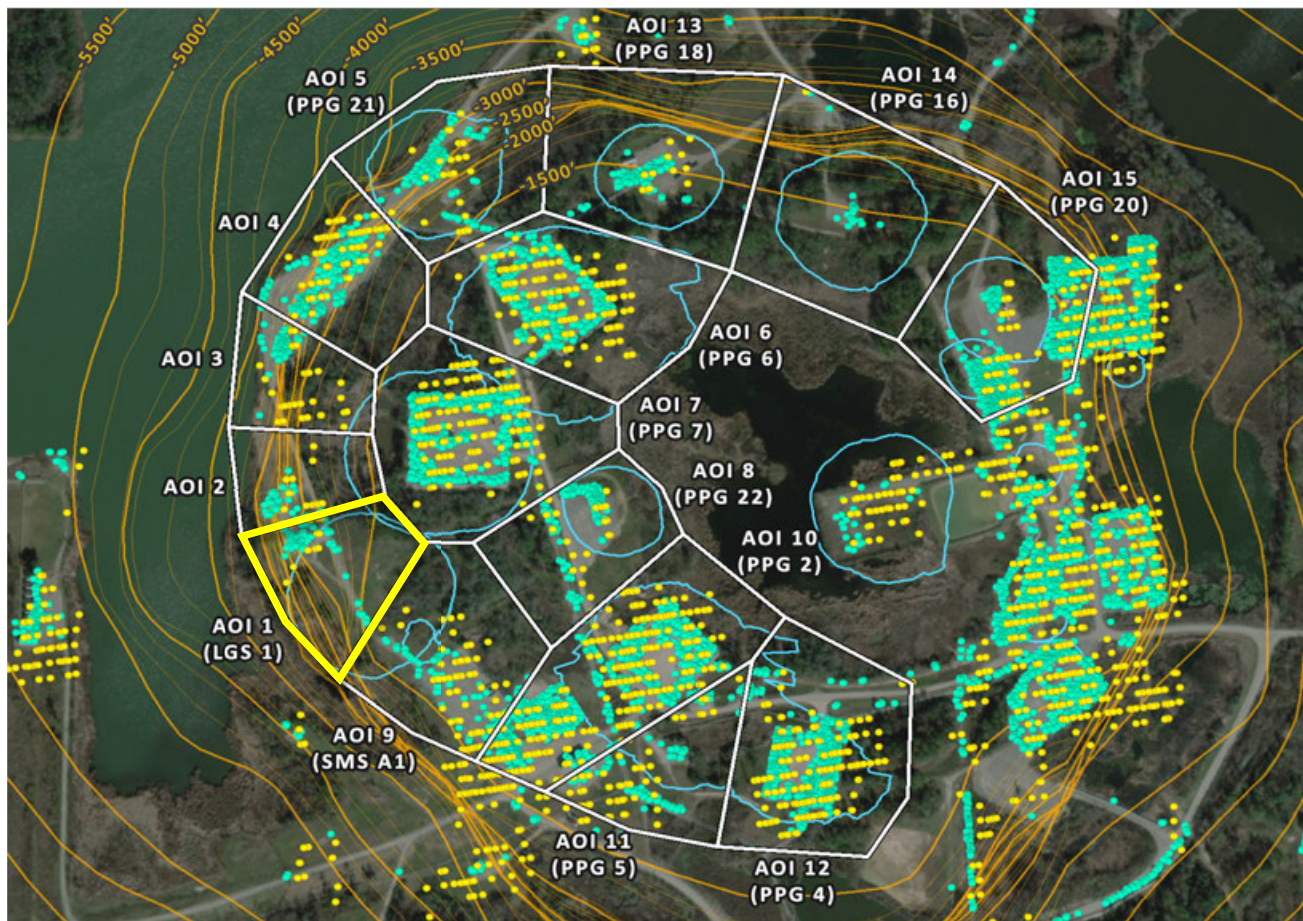 -5500'
-5000'
-4500'
-4000'
-3500'
-3000'
-2500'
-2000'
-1500'
AOI 13
(PPG 18)
AOI 14
(PPG 16)
AOI 5
(PPG 21)
AOI 15
(PPG 20)
AOI 4
AOI 3
AOI 6
(PPG 6)
AOI 7
(PPG 7)
AOI 8
(PPG 22)
AOI 2
AOI 10
(PPG 2)
AOI 1
(LGS 1)
AOI 9
(SMS A1)
AOI 11
(PPG 5)
AOI 12
(PPG 4)